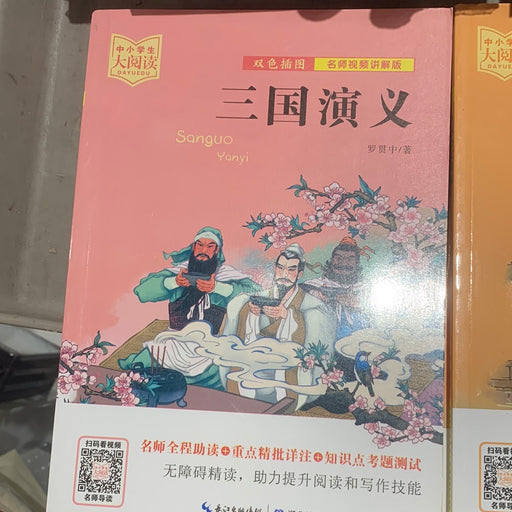 中小学生
大阅读
DAYUEDU
双色插图 名师视频讲解版
三国演义
Sanguo
Yanyi
罗贯中/著
扫码看视频
名师导读
名师全程助读+重点精批详注+知识点考题测试
无障碍精读，助力提升阅读和写作技能
中小学
大阅
DAYUE
扫码看视频
名师导读